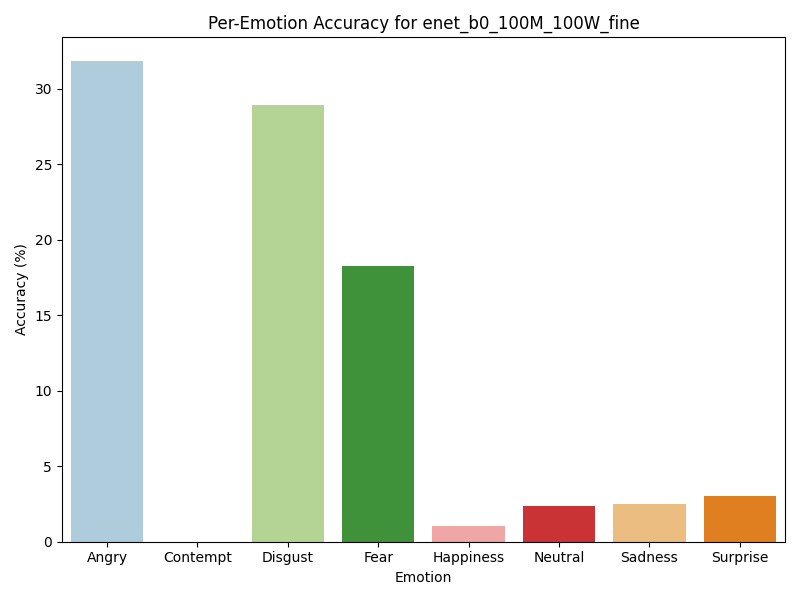 Per-Emotion Accuracy for enet_b0_100M_100W_fine
Accuracy (%)
30
25
20
15
10
5
0
Angry Contempt Disgust Fear Happiness Neutral Sadness Surprise
Emotion